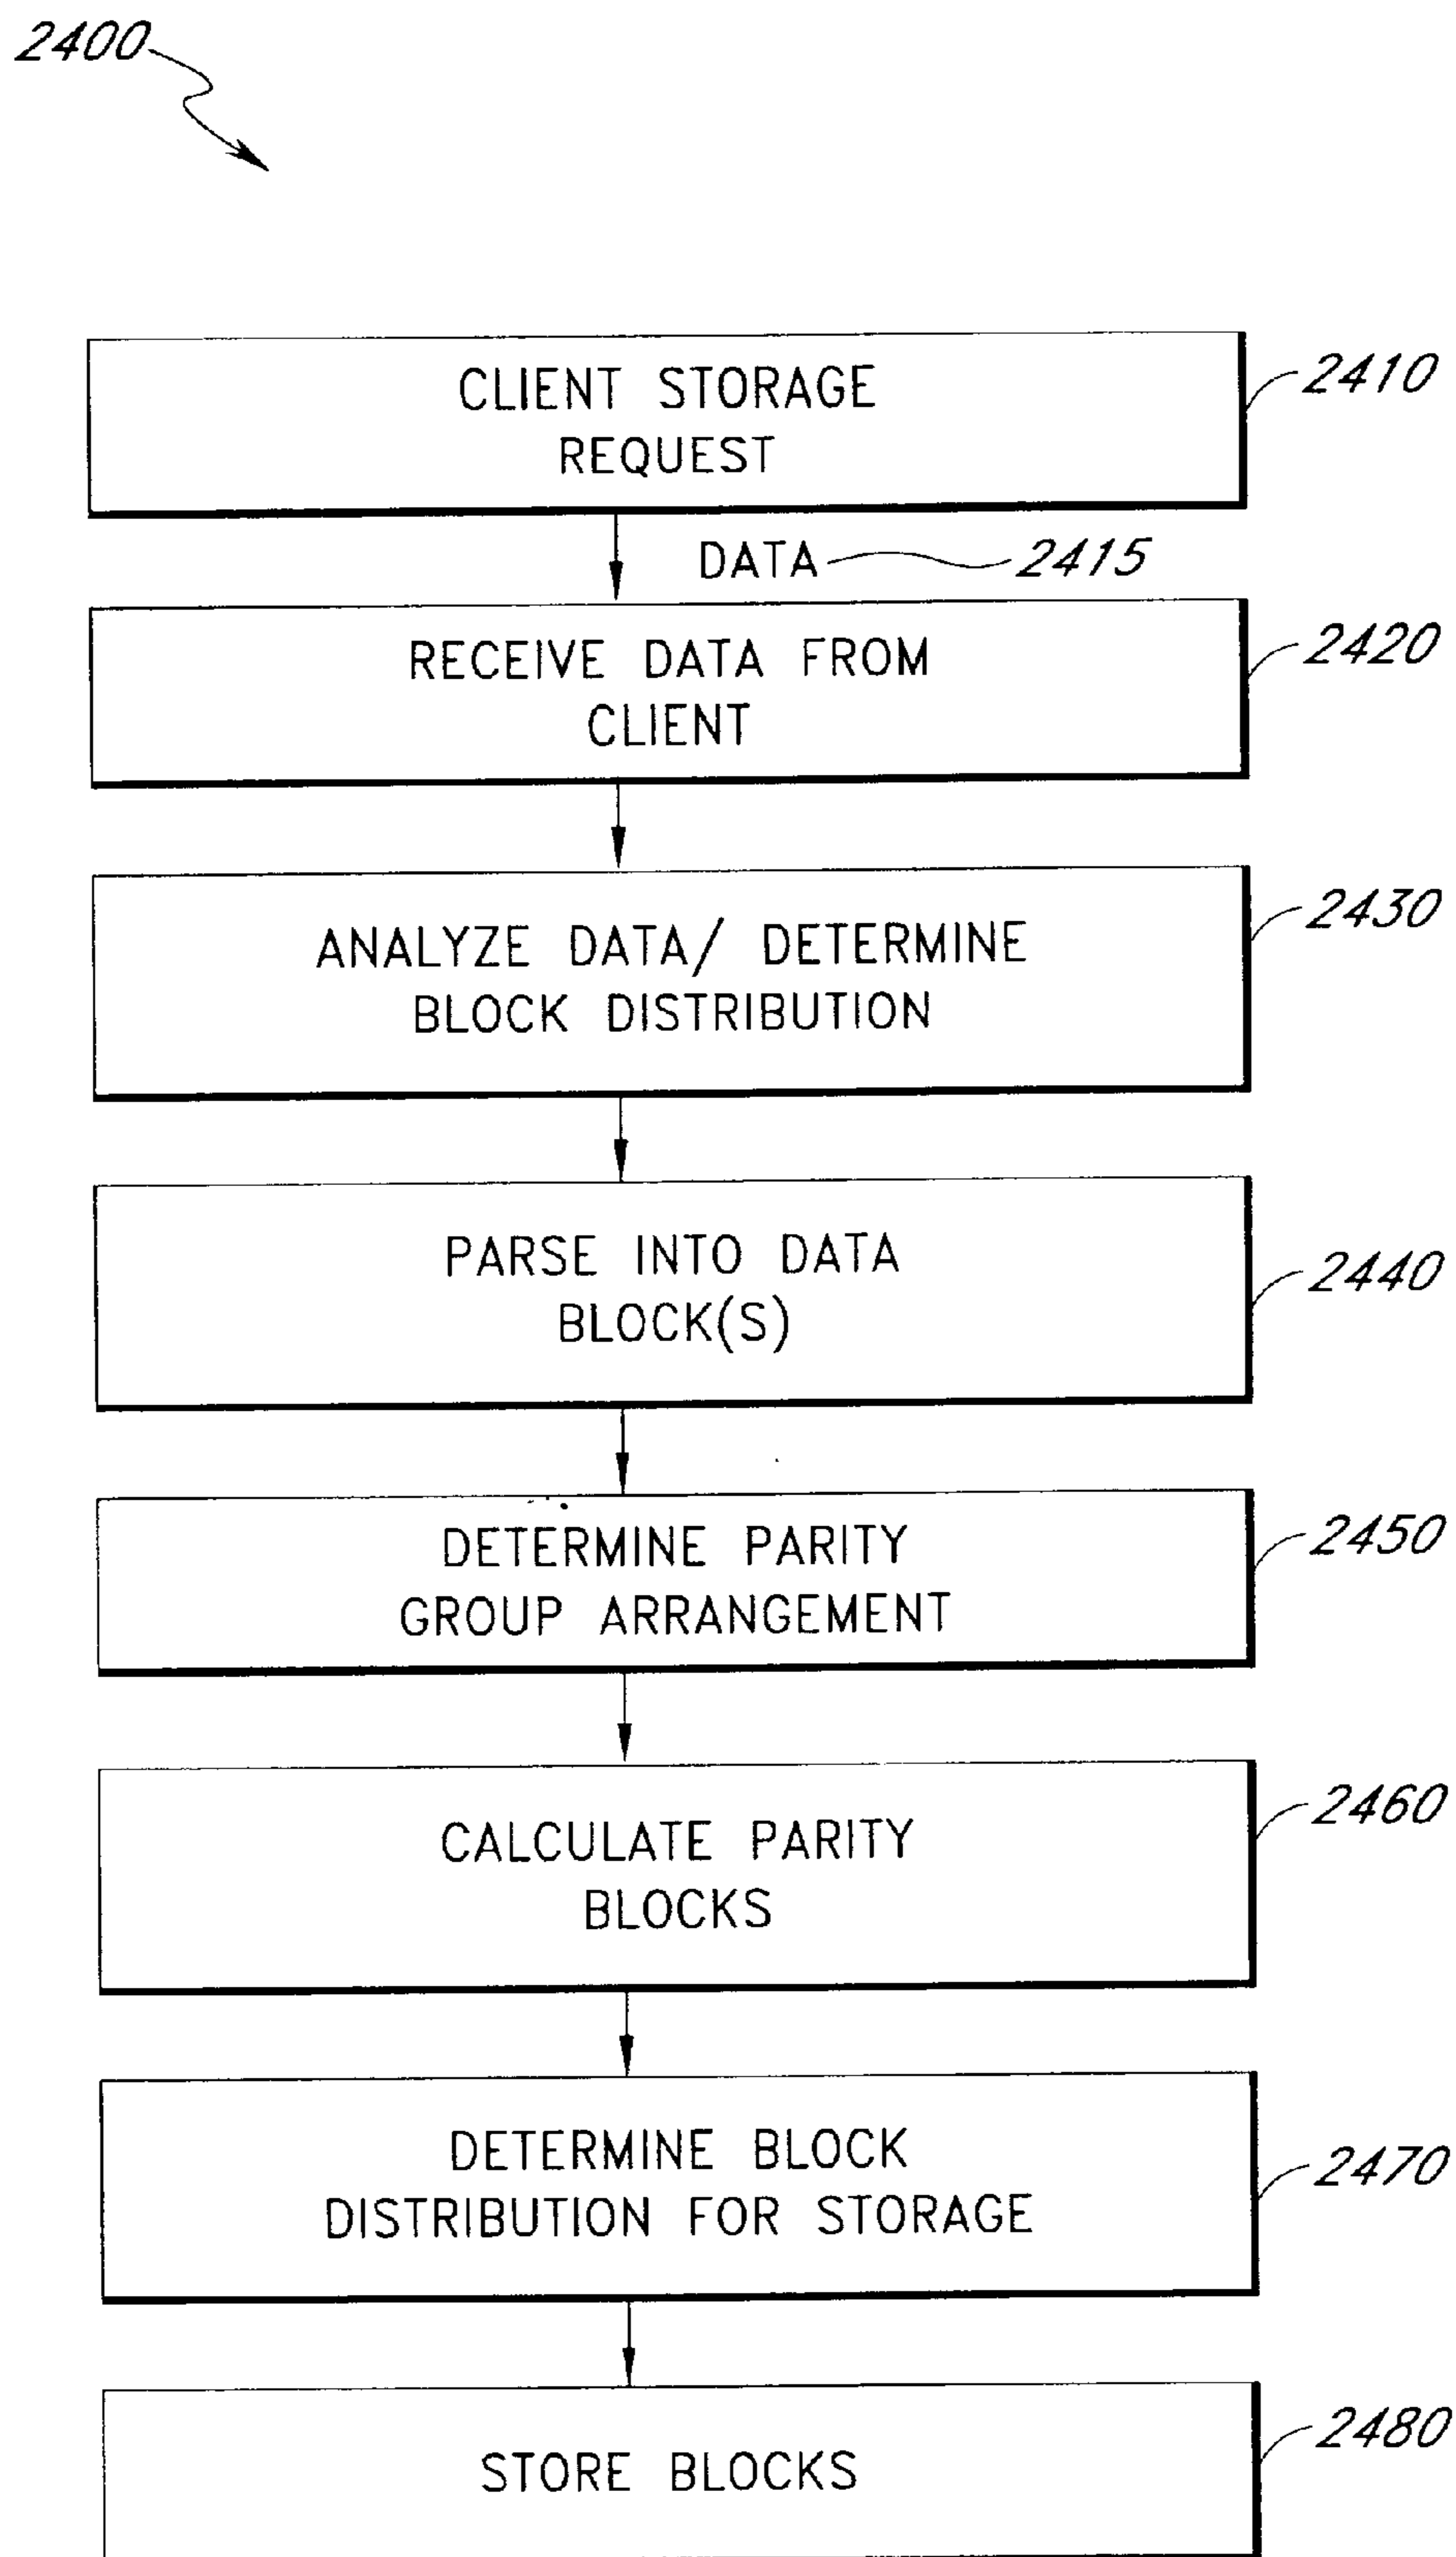 2400
CLIENT STORAGE
REQUEST
2410
DATA 2415
RECEIVE DATA FROM
CLIENT
2420
ANALYZE DATA/ DETERMINE
BLOCK DISTRIBUTION
2430
PARSE INTO DATA
BLOCK(S)
2440
DETERMINE PARITY
GROUP ARRANGEMENT
2450
CALCULATE PARITY
BLOCKS
2460
DETERMINE BLOCK
DISTRIBUTION FOR STORAGE
2470
STORE BLOCKS
2480